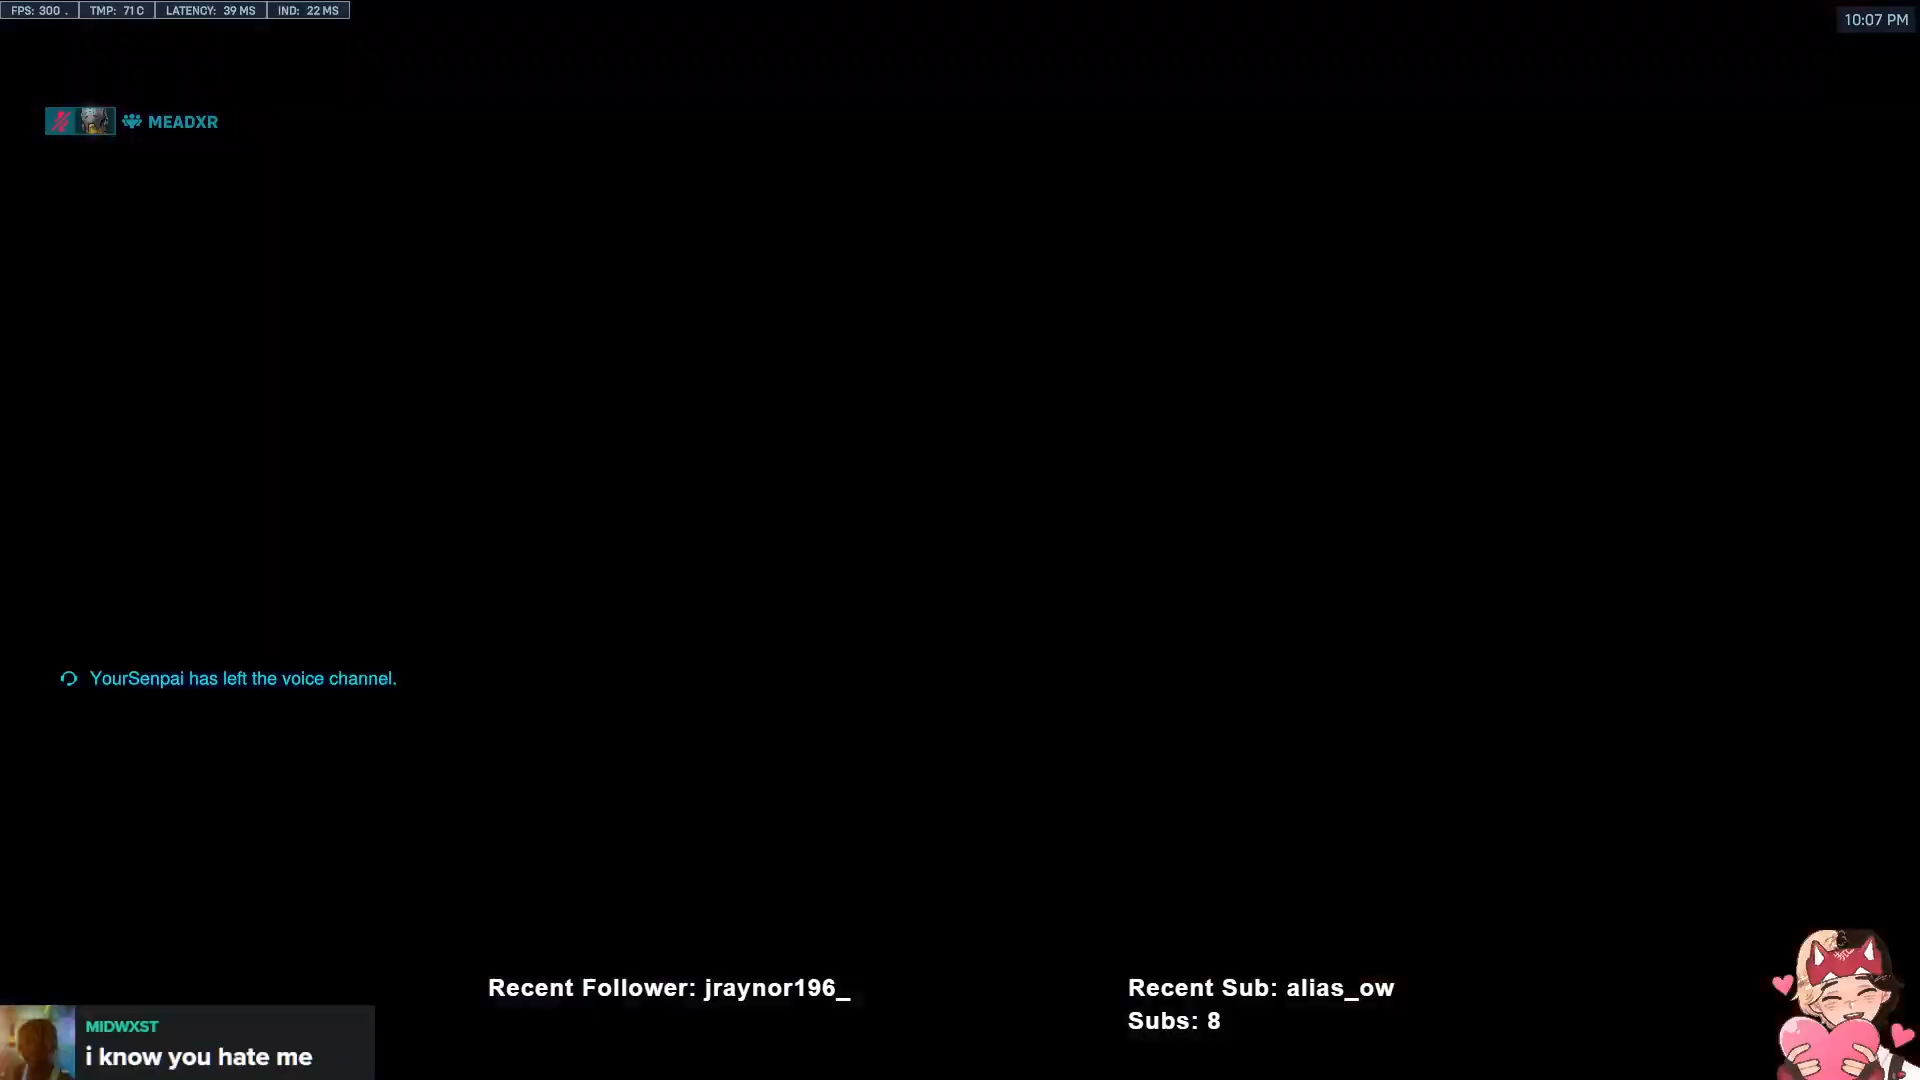 FPS: 300 . TMP: 71 C LATENCY: 39 MS IND: 22 MS
10:07 PM
MEADXR
YourSenpai has left the voice channel.
Recent Follower: jraynor196_
Recent Sub: alias_ow
Subs: 8
MIDWXST
i know you hate me